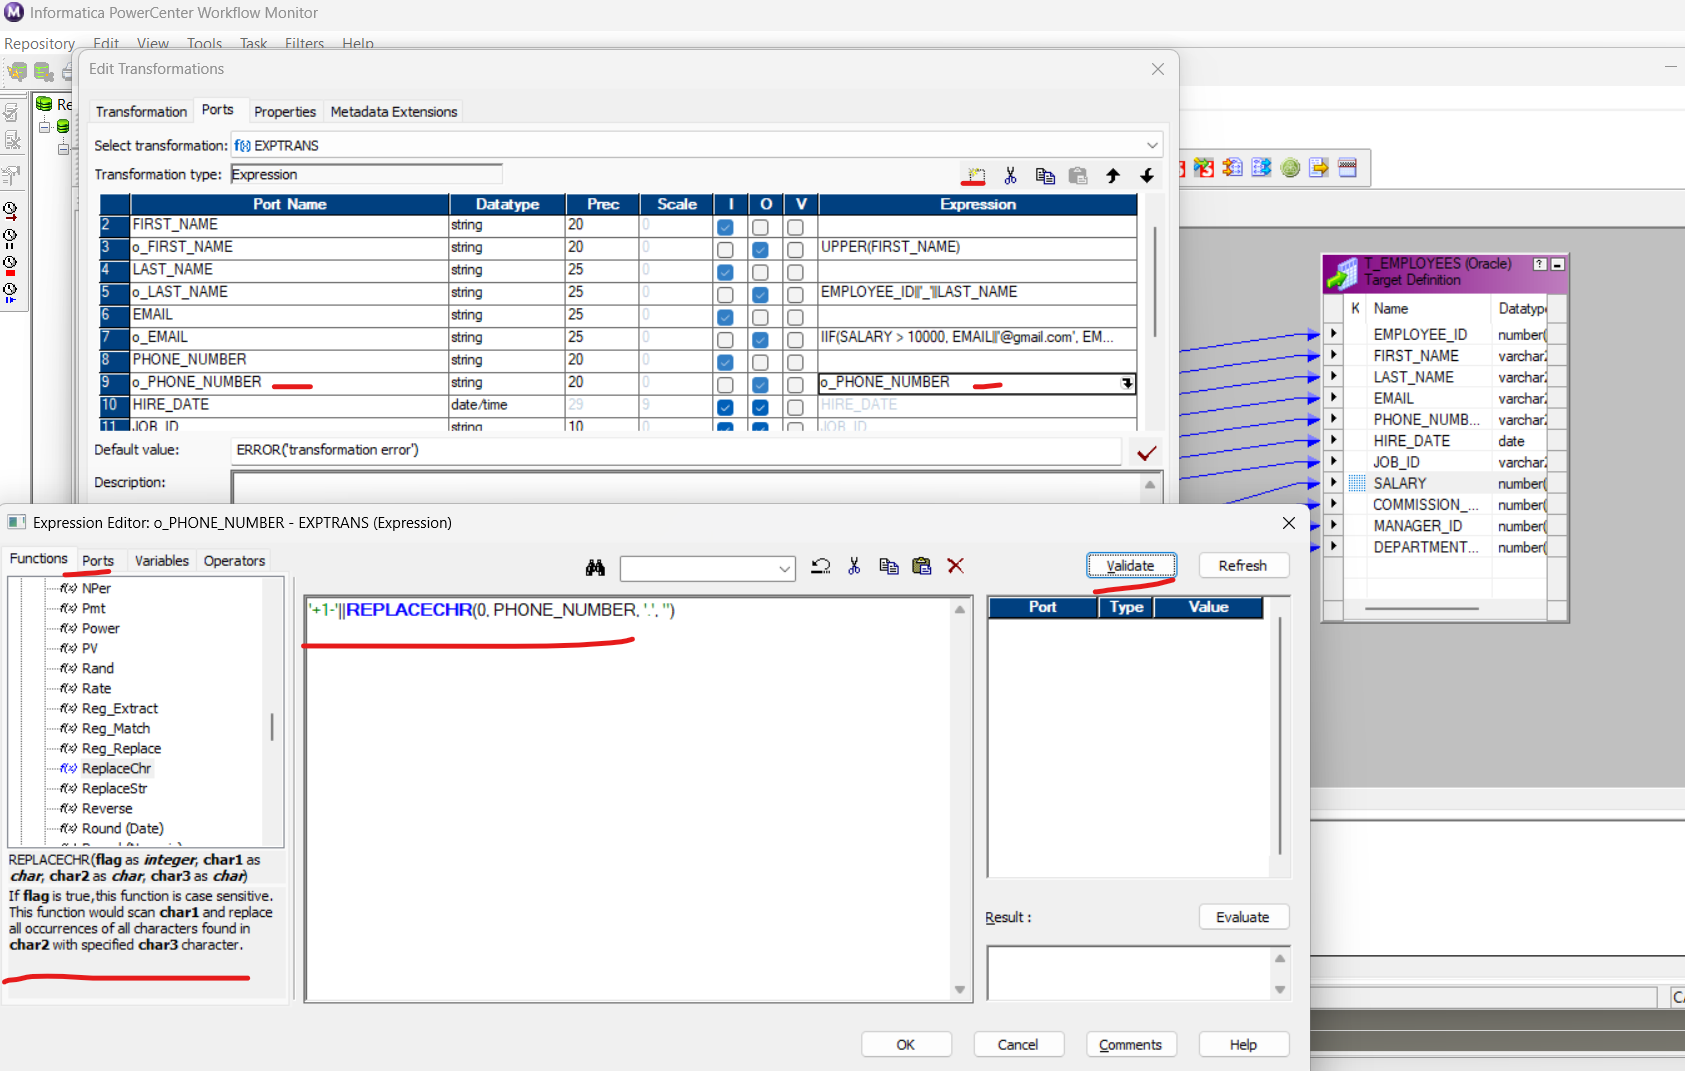 Informatica PowerCenter Workflow Monitor
Repository Edit View Tools Task Filters Help
Edit Transformations
Re
Transformation Ports Properties Metadata Extensions
Select transformation: f(x) EXPTRANS
Transformation type: Expression
Port Name Datatype Prec Scale I O V Expression
2 FIRST_NAME string 20 0
3 o_FIRST_NAME string 20 0 UPPER(FIRST_NAME)
4 LAST_NAME string 25 0
5 o_LAST_NAME string 25 0 EMPLOYEE_ID||'_'||LAST_NAME
6 EMAIL string 25 0
7 o_EMAIL string 25 0 IIF(SALARY > 10000, EMAIL||'@gmail.com', EM...
8 PHONE_NUMBER string 20 0
9 o_PHONE_NUMBER string 20 0 o_PHONE_NUMBER
10 HIRE_DATE date/time 29 9 HIRE_DATE
11 JOB_ID string 10 0 JOB_ID
Default value: ERROR('transformation error')
Description:
T_EMPLOYEES (Oracle) ?
Target Definition
K Name Datatype
EMPLOYEE_ID number(
FIRST_NAME varchar2
LAST_NAME varchar2
EMAIL varchar2
PHONE_NUMB... varchar2
HIRE_DATE date
JOB_ID varchar2
SALARY number(
COMMISSION_... number(
MANAGER_ID number(
DEPARTMENT... number(
Expression Editor: o_PHONE_NUMBER - EXPTRANS (Expression)
Functions Ports Variables Operators
Validate Refresh
f(x) NPer
f(x) Pmt
f(x) Power
f(x) PV
f(x) Rand
f(x) Rate
f(x) Reg_Extract
f(x) Reg_Match
f(x) Reg_Replace
f(x) ReplaceChr
f(x) ReplaceStr
f(x) Reverse
f(x) Round (Date)
REPLACECHR(flag as integer, char1 as
char, char2 as char, char3 as char)
If flag is true,this function is case sensitive.
This function would scan char1 and replace
all occurrences of all characters found in
char2 with specified char3 character.
'+1-'||REPLACECHR(0, PHONE_NUMBER, '.', '')
Port Type Value
Result :
Evaluate
OK Cancel Comments Help